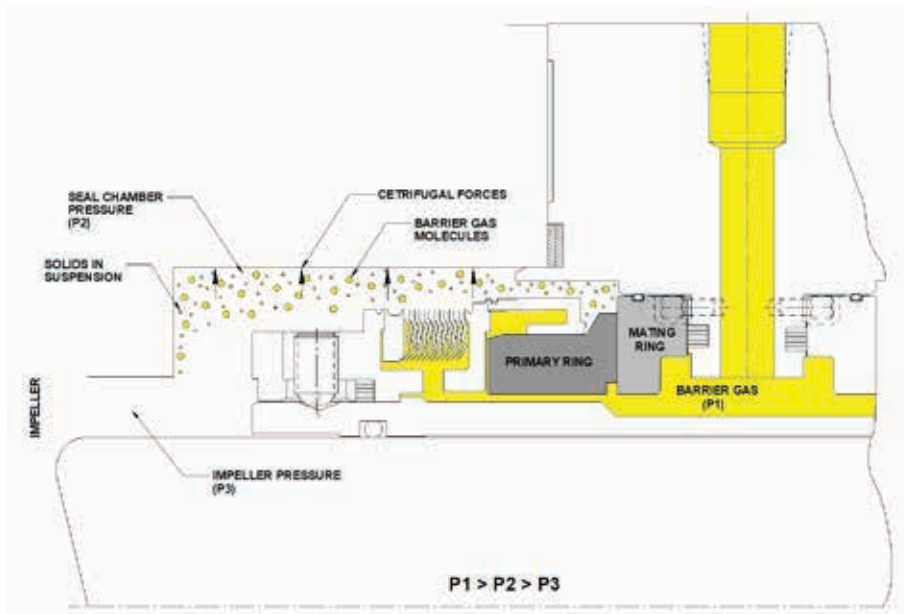 SEAL CHAMBER
PRESSURE
(P2)
CETRIFUGAL FORCES
BARRIER GAS
MOLECULES
SOLIDS IN
SUSPENSION
MATING
RING
PRIMARY RING
BARRIER GAS
(P1)
IMPELLER
IMPELLER PRESSURE
(P3)
P1 > P2 > P3